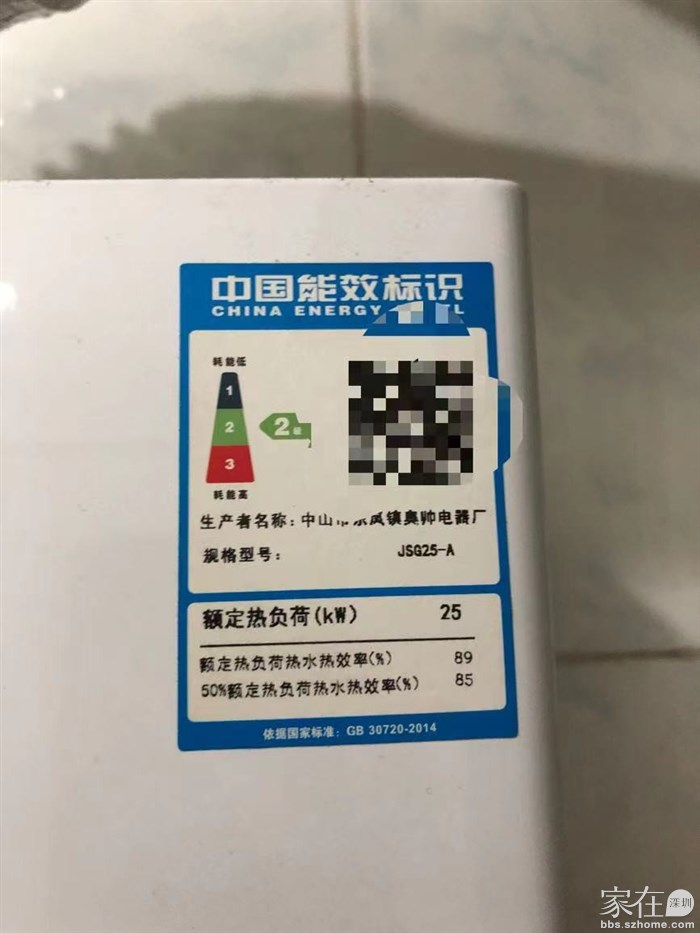 中国能效标识
CHINA ENERGY L
耗能低
1
2
3
2级
耗能高
生产者名称：中山市东凤镇奥帅电器厂
规格型号： JSG25-A
额定热负荷(kW) 25
额定热负荷热水热效率(%) 89
50%额定热负荷热水热效率(%) 85
依据国家标准：GB 30720-2014
家在深圳
bbs.szhome.com